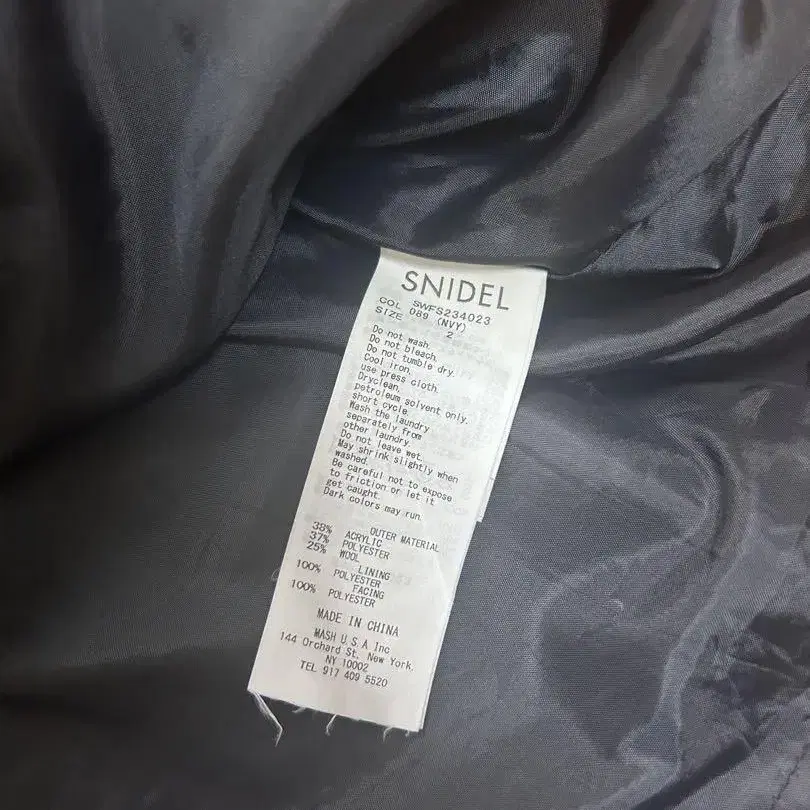 SNIDEL
SWFS234023
COL 089 (NVY)
SIZE 2
Do not wash.
Do not bleach.
Do not tumble dry.
Cool iron.
use press cloth.
Dryclean.
petroleum solvent only.
short cycle.
Wash the laundry
separately from
other laundry.
Do not leave wet.
May shrink slightly when
washed.
Be careful not to expose
to friction or let it
get caught.
Dark colors may run.
OUTER MATERIAL
38% ACRYLIC
37% POLYESTER
25% WOOL
LINING
100% POLYESTER
FACING
100% POLYESTER
MADE IN CHINA
MASH U.S.A Inc
144 Orchard St. New York.
NY 10002
TEL 917 409 5520